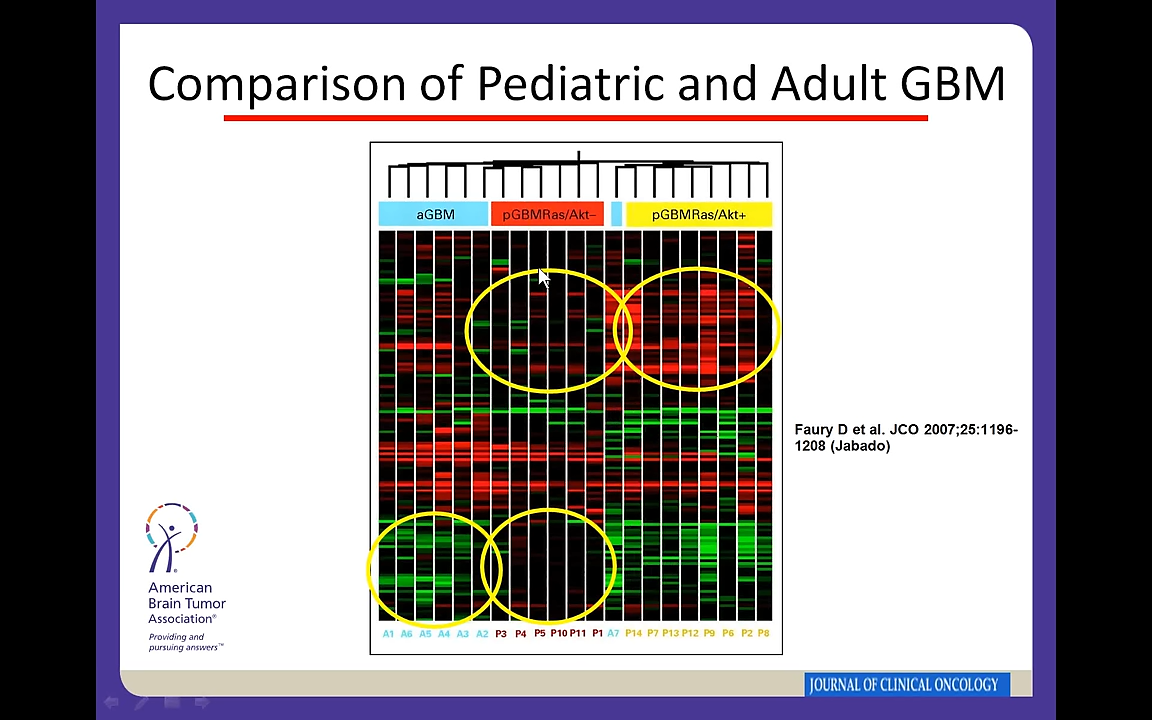 Comparison of Pediatric and Adult GBM
aGBM pGBMRas/Akt– pGBMRas/Akt+
Faury D et al. JCO 2007;25:1196-
1208 (Jabado)
American
Brain Tumor
Association®
Providing and
pursuing answers™
A1 A6 A5 A4 A3 A2 P3 P4 P5 P10 P11 P1 A7 P14 P7 P13 P12 P9 P6 P2 P8
JOURNAL OF CLINICAL ONCOLOGY